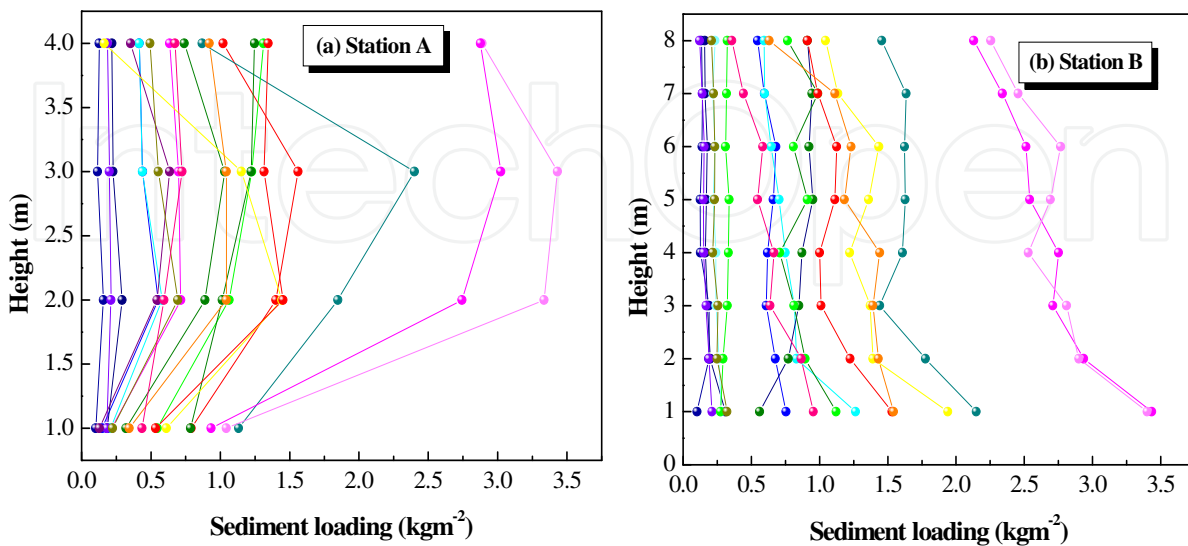 (a) Station A
4.0
3.5
3.0
2.5
2.0
1.5
1.0
Height (m)
0.0 0.5 1.0 1.5 2.0 2.5 3.0 3.5
Sediment loading (kgm-2)
(b) Station B
8
7
6
5
4
3
2
1
0
Height (m)
0.0 0.5 1.0 1.5 2.0 2.5 3.0 3.5
Sediment loading (kgm-2)
IntechOpen